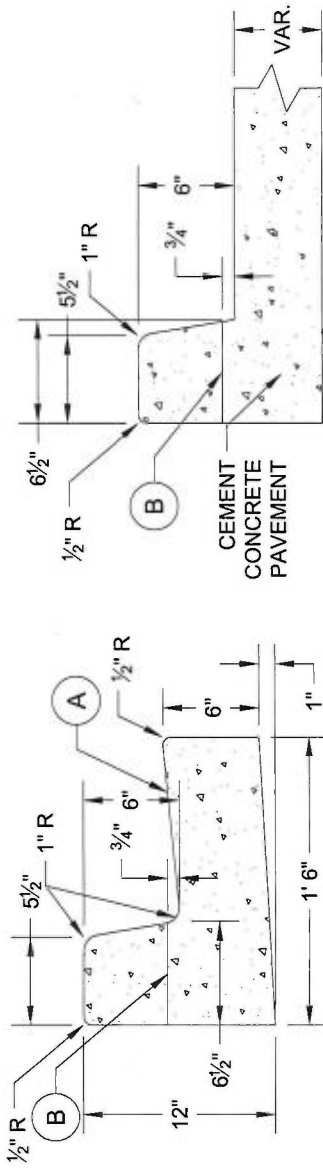 ½" R
5½"
1" R
B
A
6"
¾"
½" R
12"
6½"
6"
1' 6"
1"
6½"
5½"
1" R
½" R
6"
B
¾"
CEMENT
CONCRETE
PAVEMENT
VAR.